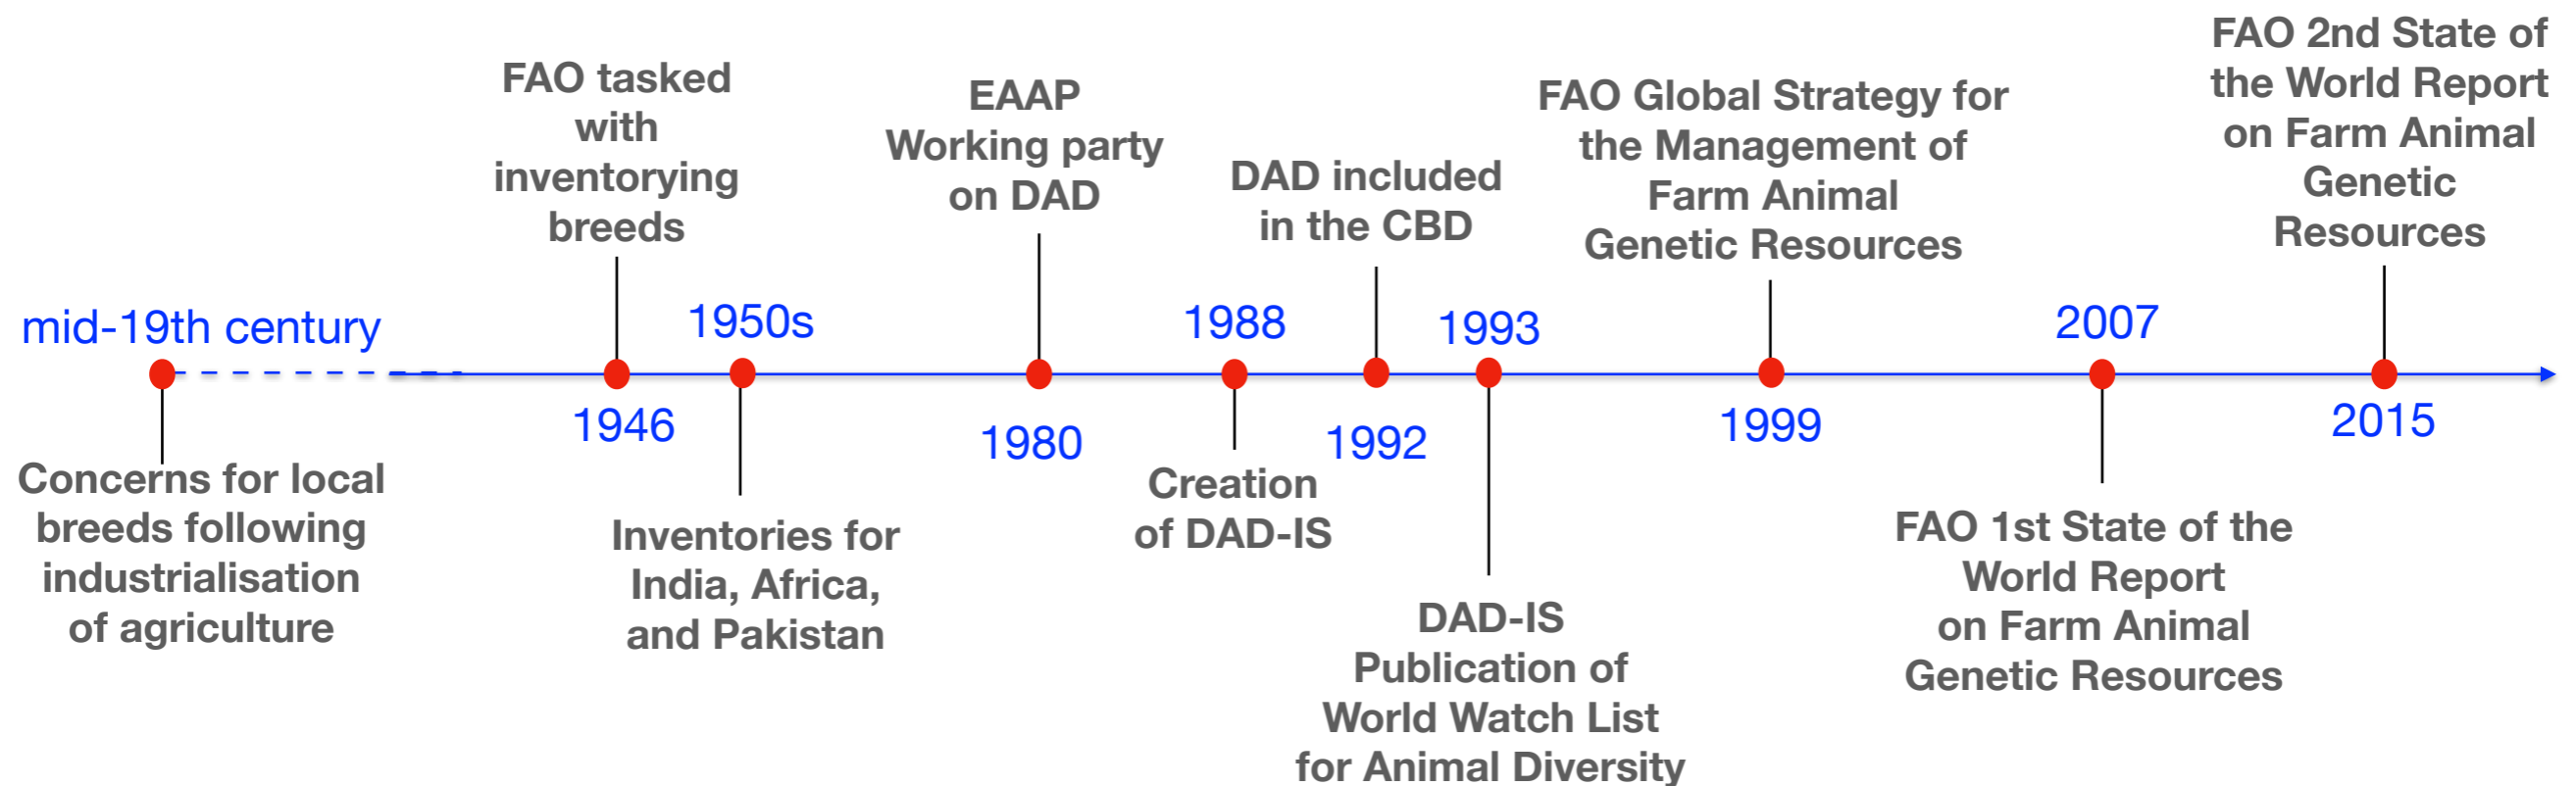 mid-19th century
Concerns for local
breeds following
industrialisation
of agriculture
FAO tasked
with
inventorying
breeds
1946
1950s
Inventories for
India, Africa,
and Pakistan
EAAP
Working party
on DAD
1980
1988
Creation
of DAD-IS
DAD included
in the CBD
1992
1993
DAD-IS
Publication of
World Watch List
for Animal Diversity
FAO Global Strategy for
the Management of
Farm Animal
Genetic Resources
1999
2007
FAO 1st State of the
World Report
on Farm Animal
Genetic Resources
FAO 2nd State of
the World Report
on Farm Animal
Genetic
Resources
2015